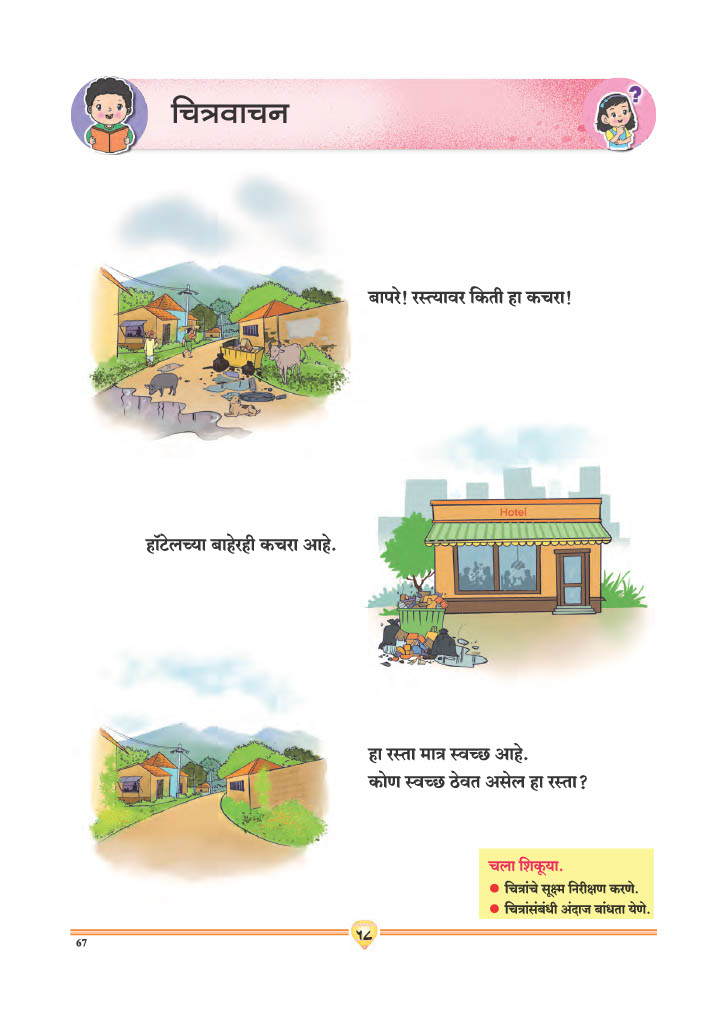 चित्रवाचन
?
बापरे! रस्त्यावर किती हा कचरा!
Hotel
हॉटेलच्या बाहेरही कचरा आहे.
हा रस्ता मात्र स्वच्छ आहे.
कोण स्वच्छ ठेवत असेल हा रस्ता?
चला शिकूया.
● चित्रांचे सूक्ष्म निरीक्षण करणे.
● चित्रांसंबंधी अंदाज बांधता येणे.
५८
67